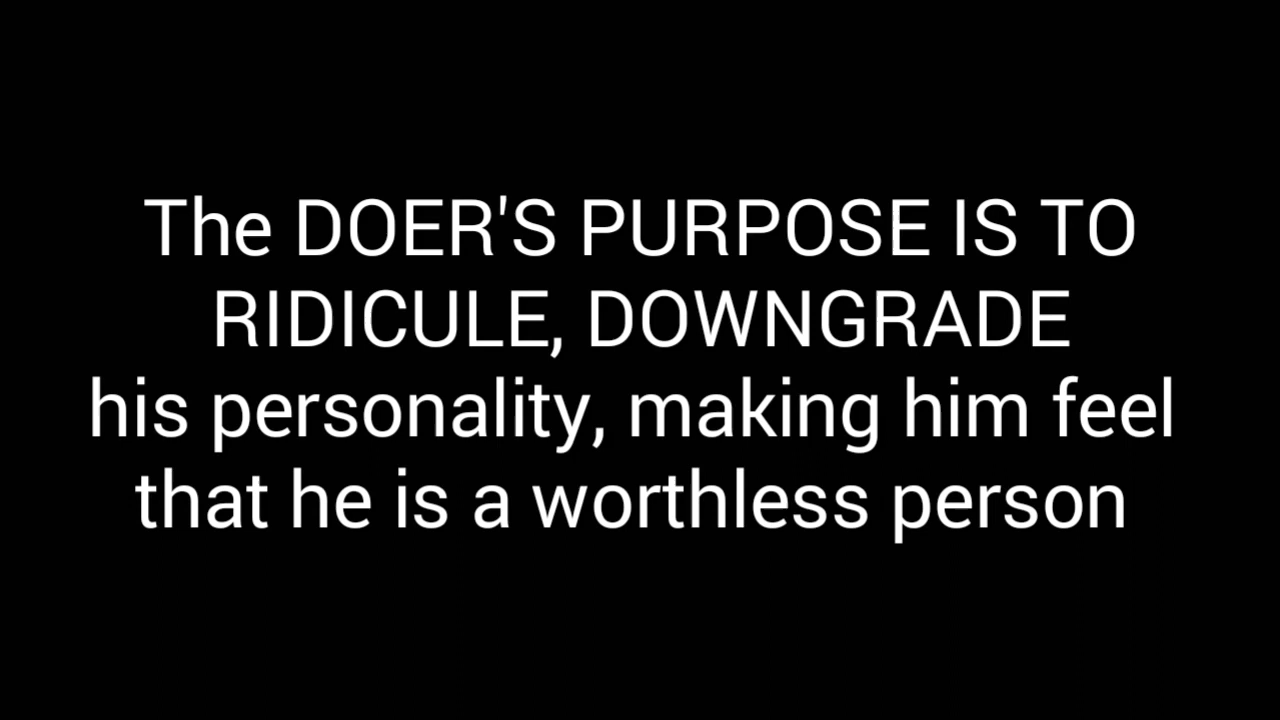 The DOER'S PURPOSE IS TO
RIDICULE, DOWNGRADE
his personality, making him feel
that he is a worthless person